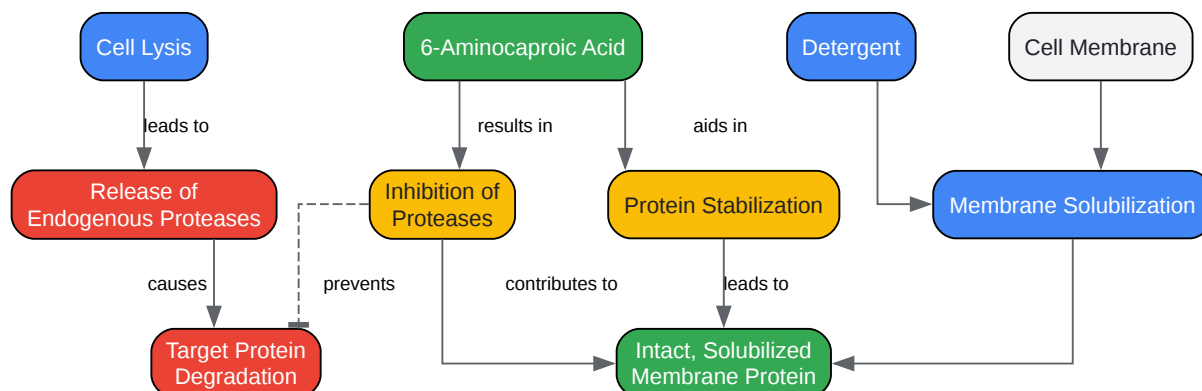 Cell Lysis
6-Aminocaproic Acid
Detergent
Cell Membrane
leads to
results in
aids in
Release of
Endogenous Proteases
Inhibition of
Proteases
Protein Stabilization
Membrane Solubilization
causes
prevents
contributes to
leads to
Target Protein
Degradation
Intact, Solubilized
Membrane Protein